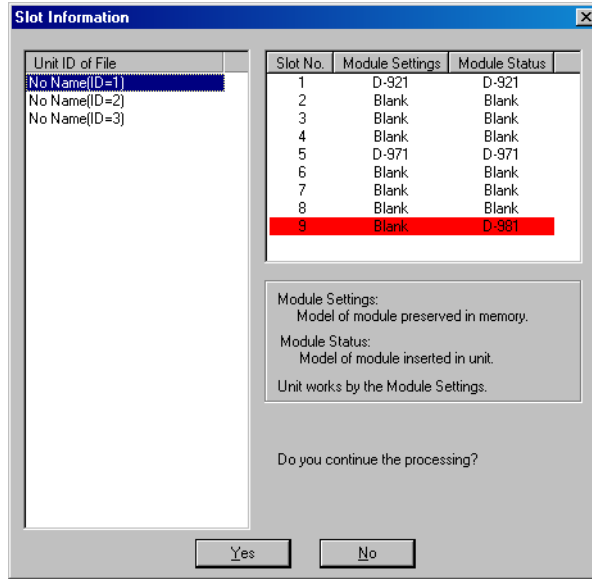 Slot Information
Unit ID of File
No Name(ID=1)
No Name(ID=2)
No Name(ID=3)
Slot No. Module Settings Module Status
1 D-921 D-921
2 Blank Blank
3 Blank Blank
4 Blank Blank
5 D-971 D-971
6 Blank Blank
7 Blank Blank
8 Blank Blank
9 Blank D-981
Module Settings:
Model of module preserved in memory.
Module Status:
Model of module inserted in unit.
Unit works by the Module Settings.
Do you continue the processing?
Yes No